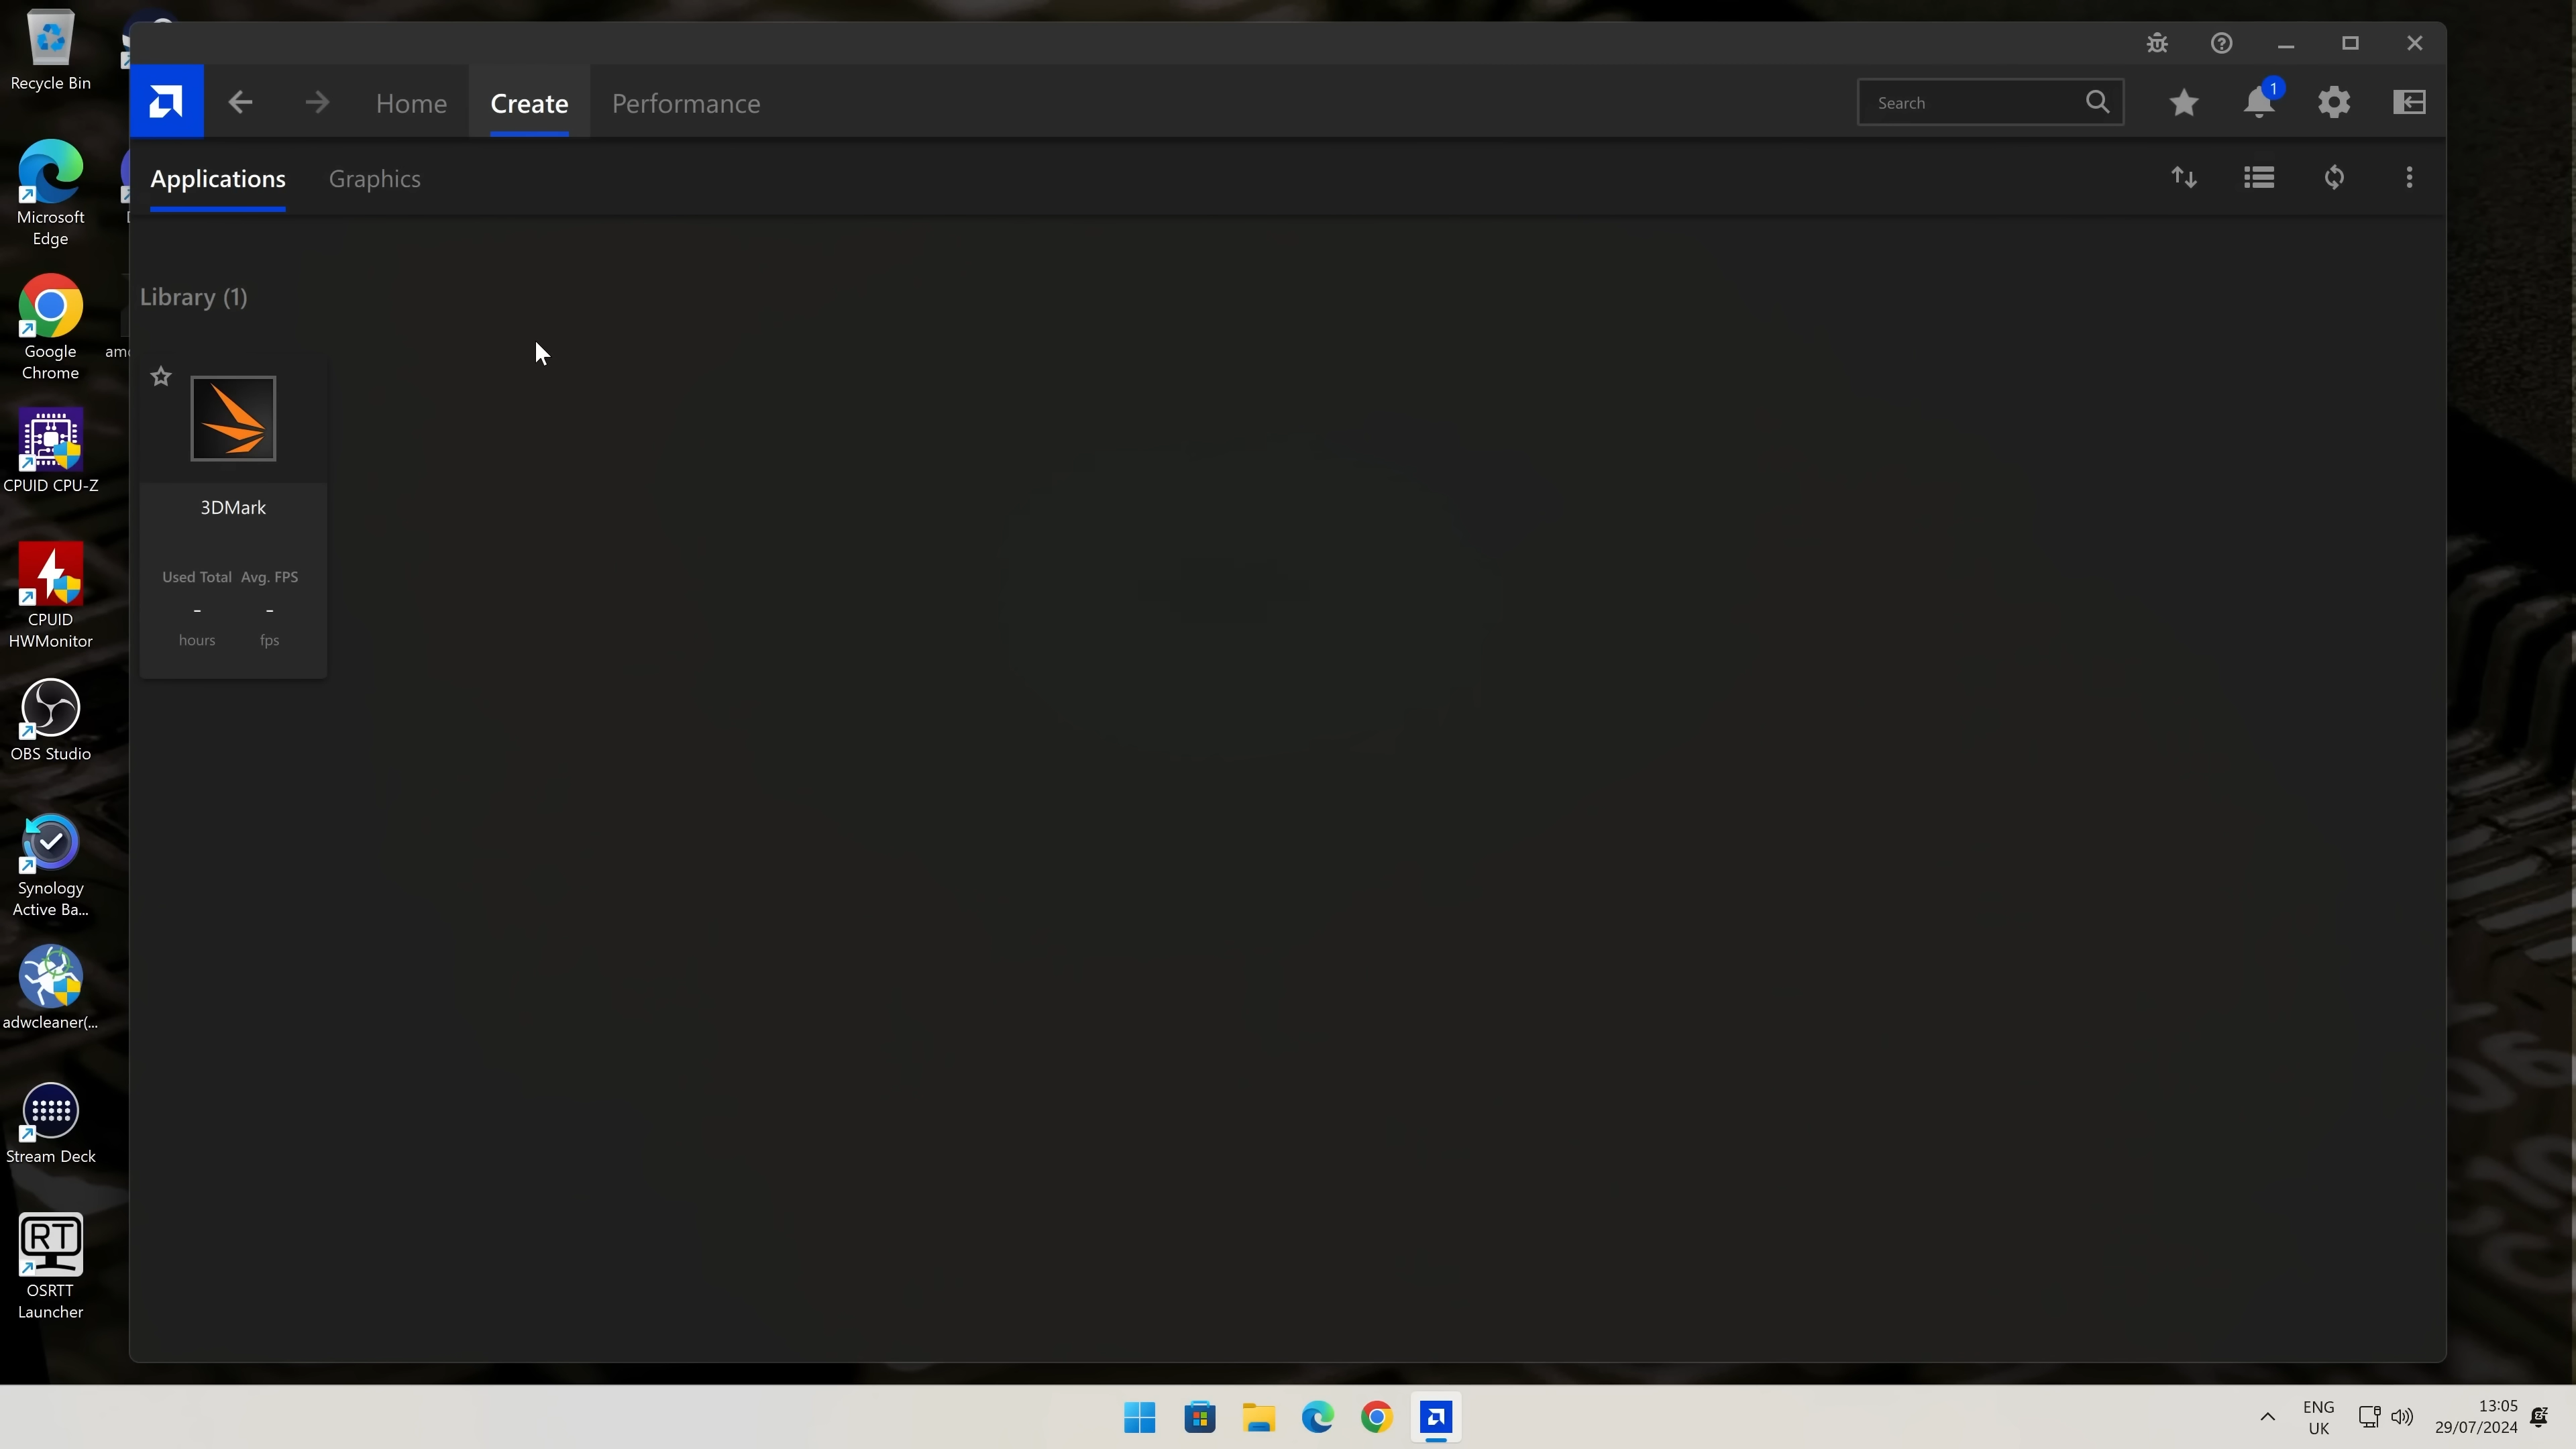 Recycle Bin
Microsoft
Edge
Google
Chrome
CPUID CPU-Z
CPUID
HWMonitor
OBS Studio
Synology
Active Ba...
adwcleaner(...
Stream Deck
RT
OSRTT
Launcher
Home
Create
Performance
Search
1
Applications
Graphics
Library (1)
3DMark
Used Total Avg. FPS
- -
hours fps
ENG
UK
13:05
29/07/2024